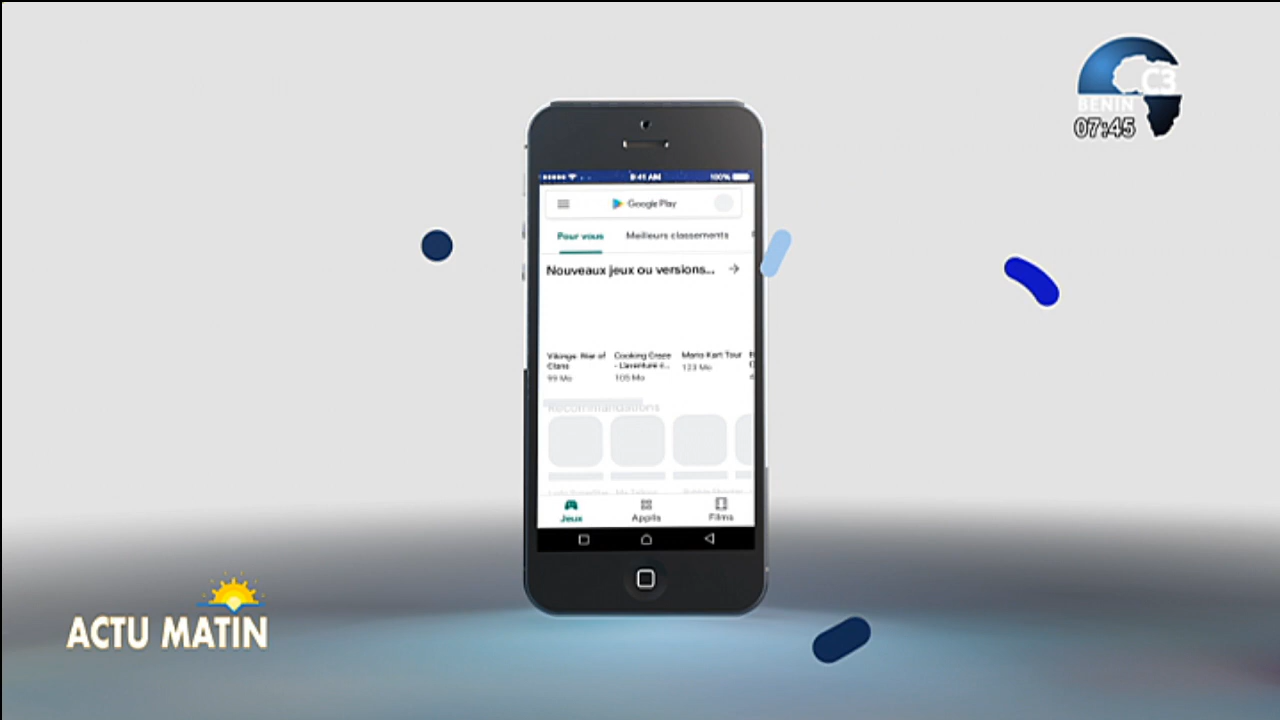 C3
BENIN
07:45
9:41 AM
100%
Google Play
Pour vous
Meilleurs classements
Nouveaux jeux ou versions...
Vikings: War of
Clans
99 Mo
Cooking Craze
- L'aventure c...
105 Mo
Mario Kart Tour
123 Mo
Recommandations
Jeux
Applis
Films
ACTU MATIN